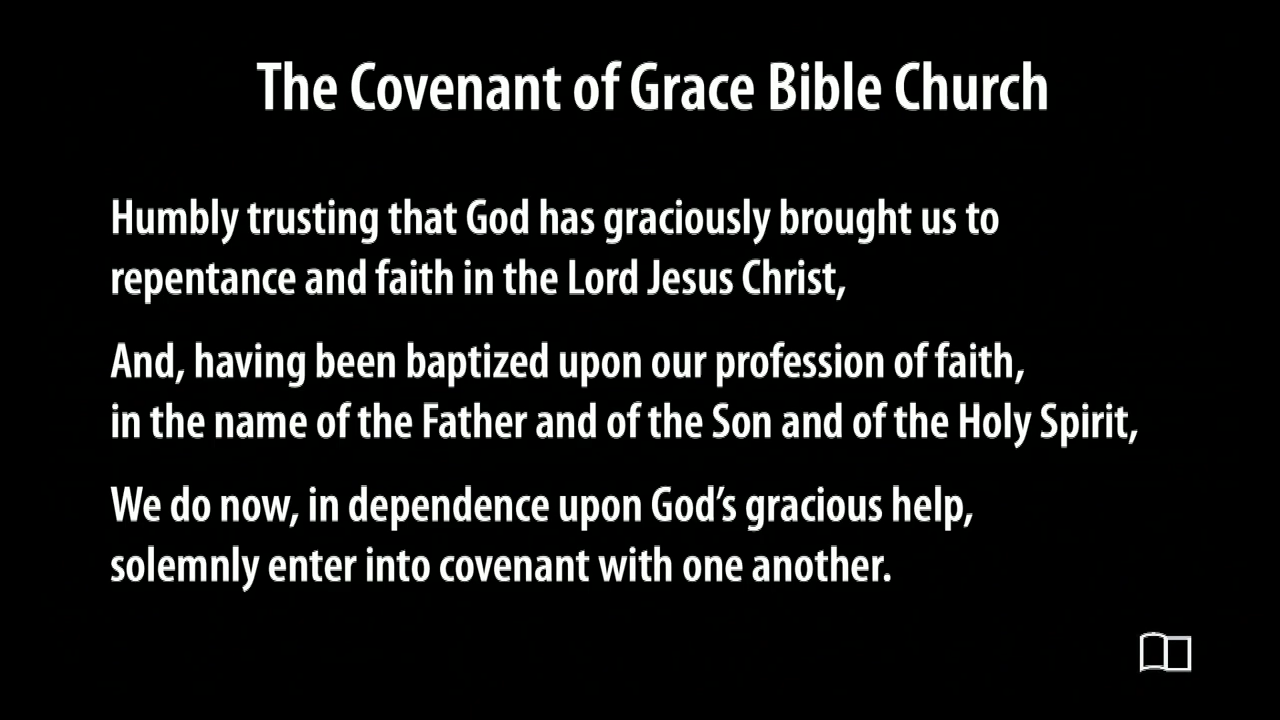 The Covenant of Grace Bible Church
Humbly trusting that God has graciously brought us to
repentance and faith in the Lord Jesus Christ,
And, having been baptized upon our profession of faith,
in the name of the Father and of the Son and of the Holy Spirit,
We do now, in dependence upon God’s gracious help,
solemnly enter into covenant with one another.